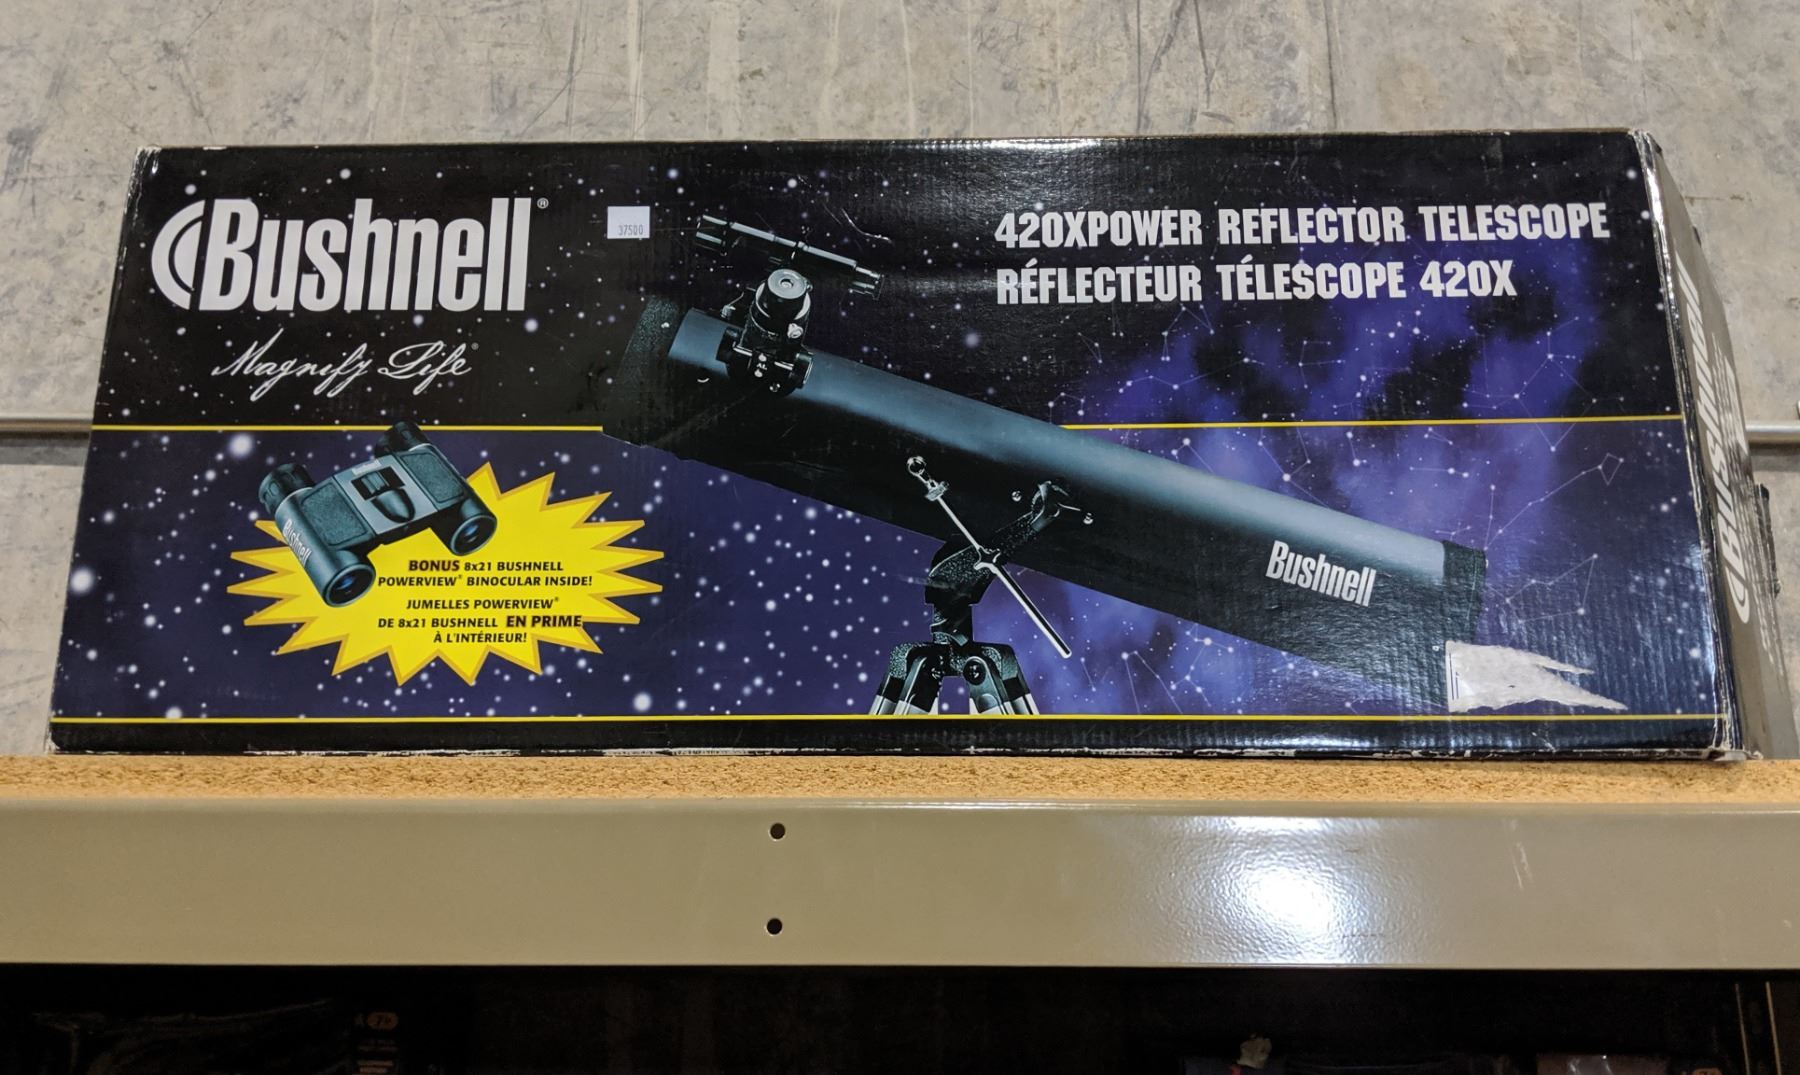 Bushnell®
Magnify Life®
37500
420XPOWER REFLECTOR TELESCOPE
RÉFLECTEUR TÉLESCOPE 420X
Bushnell
BONUS 8x21 BUSHNELL
POWERVIEW® BINOCULAR INSIDE!
JUMELLES POWERVIEW®
DE 8x21 BUSHNELL EN PRIME
À L'INTÉRIEUR!
Bushnell
Bushnell